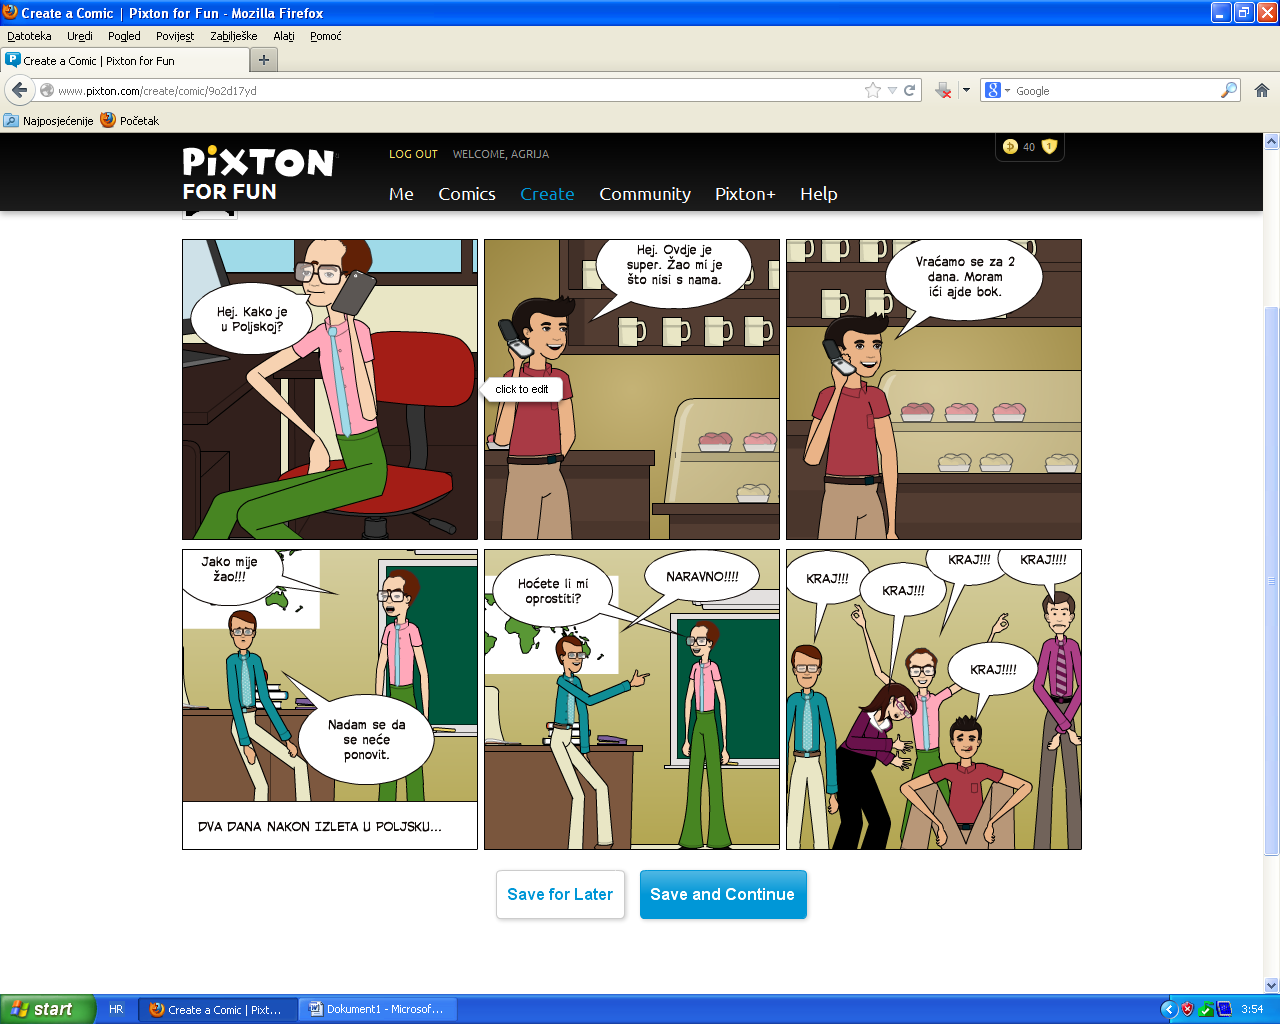 Create a Comic | Pixton for Fun - Mozilla Firefox
Datoteka Uredi Pogled Povijest Zabilješke Alati Pomoć
Create a Comic | Pixton for Fun
www.pixton.com/create/comic/9o2d17yd
Google
Najposjećenije Početak
PiXTON
FOR FUN
LOG OUT WELCOME, AGRIJA
40 1
Me Comics Create Community Pixton+ Help
Hej. Kako je
u Poljskoj?
click to edit
Hej. Ovdje je
super. Žao mi je
što nisi s nama.
Vraćamo se za 2
dana. Moram
ići ajde bok.
Jako mije
žao!!!
Nadam se da
se neće
ponovit.
DVA DANA NAKON IZLETA U POLJSKU...
Hoćete li mi
oprostiti?
NARAVNO!!!!
KRAJ!!!
KRAJ!!!
KRAJ!!!
KRAJ!!!!
KRAJ!!!!
Save for Later
Save and Continue
start
HR
Create a Comic | Pixt...
Dokument1 - Microsof...
3:54